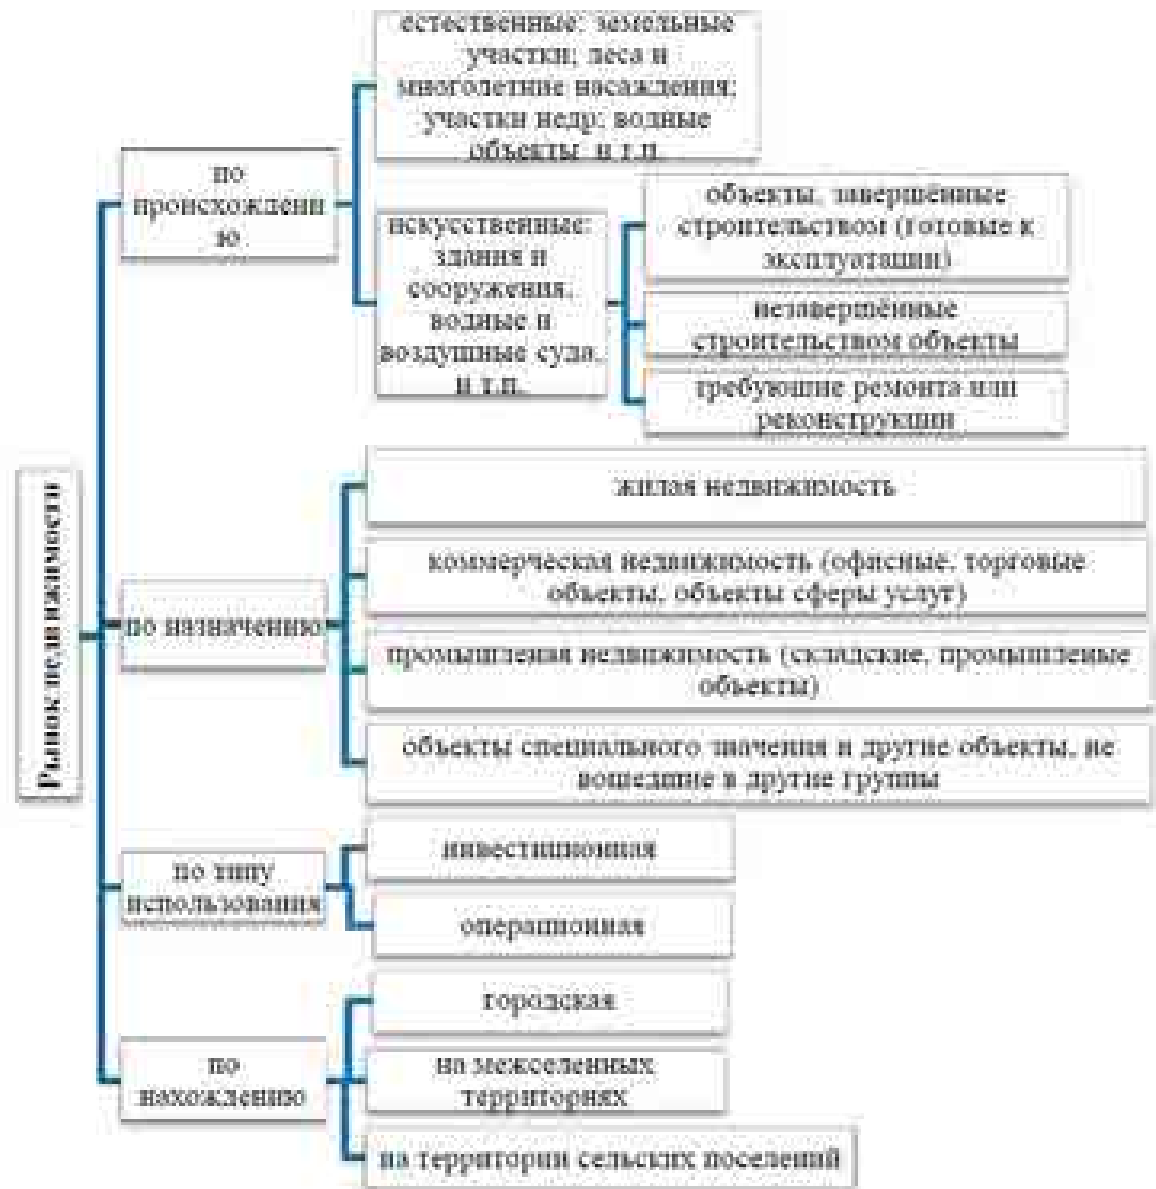 Рынок недвижимости
по
происхождени
ю
естественные: земельные
участки; леса и
многолетние насаждения;
участки недр; водные
объекты и т.п.
искусственные:
здания и
сооружения,
водные и
воздушные суда
и т.п.
объекты, завершённые
строительством (готовые к
эксплуатации)
незавершённые
строительством объекты
требующие ремонта или
реконструкции
по назначению
жилая недвижимость
коммерческая недвижимость (офисные, торговые
объекты, объекты сферы услуг)
промышленая недвижимость (складские, промышленые
объекты)
объекты специального значения и другие объекты, не
вошедшие в другие группы
по типу
использования
инвестиционная
операционная
по
нахождению
городская
на межселенных
территориях
на территории сельских поселений